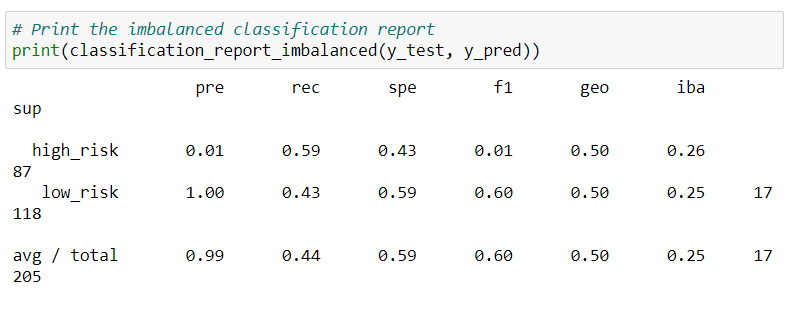 # Print the imbalanced classification report
print(classification_report_imbalanced(y_test, y_pred))
pre rec spe f1 geo iba
sup
high_risk 0.01 0.59 0.43 0.01 0.50 0.26
87
low_risk 1.00 0.43 0.59 0.60 0.50 0.25 17
118
avg / total 0.99 0.44 0.59 0.60 0.50 0.25 17
205